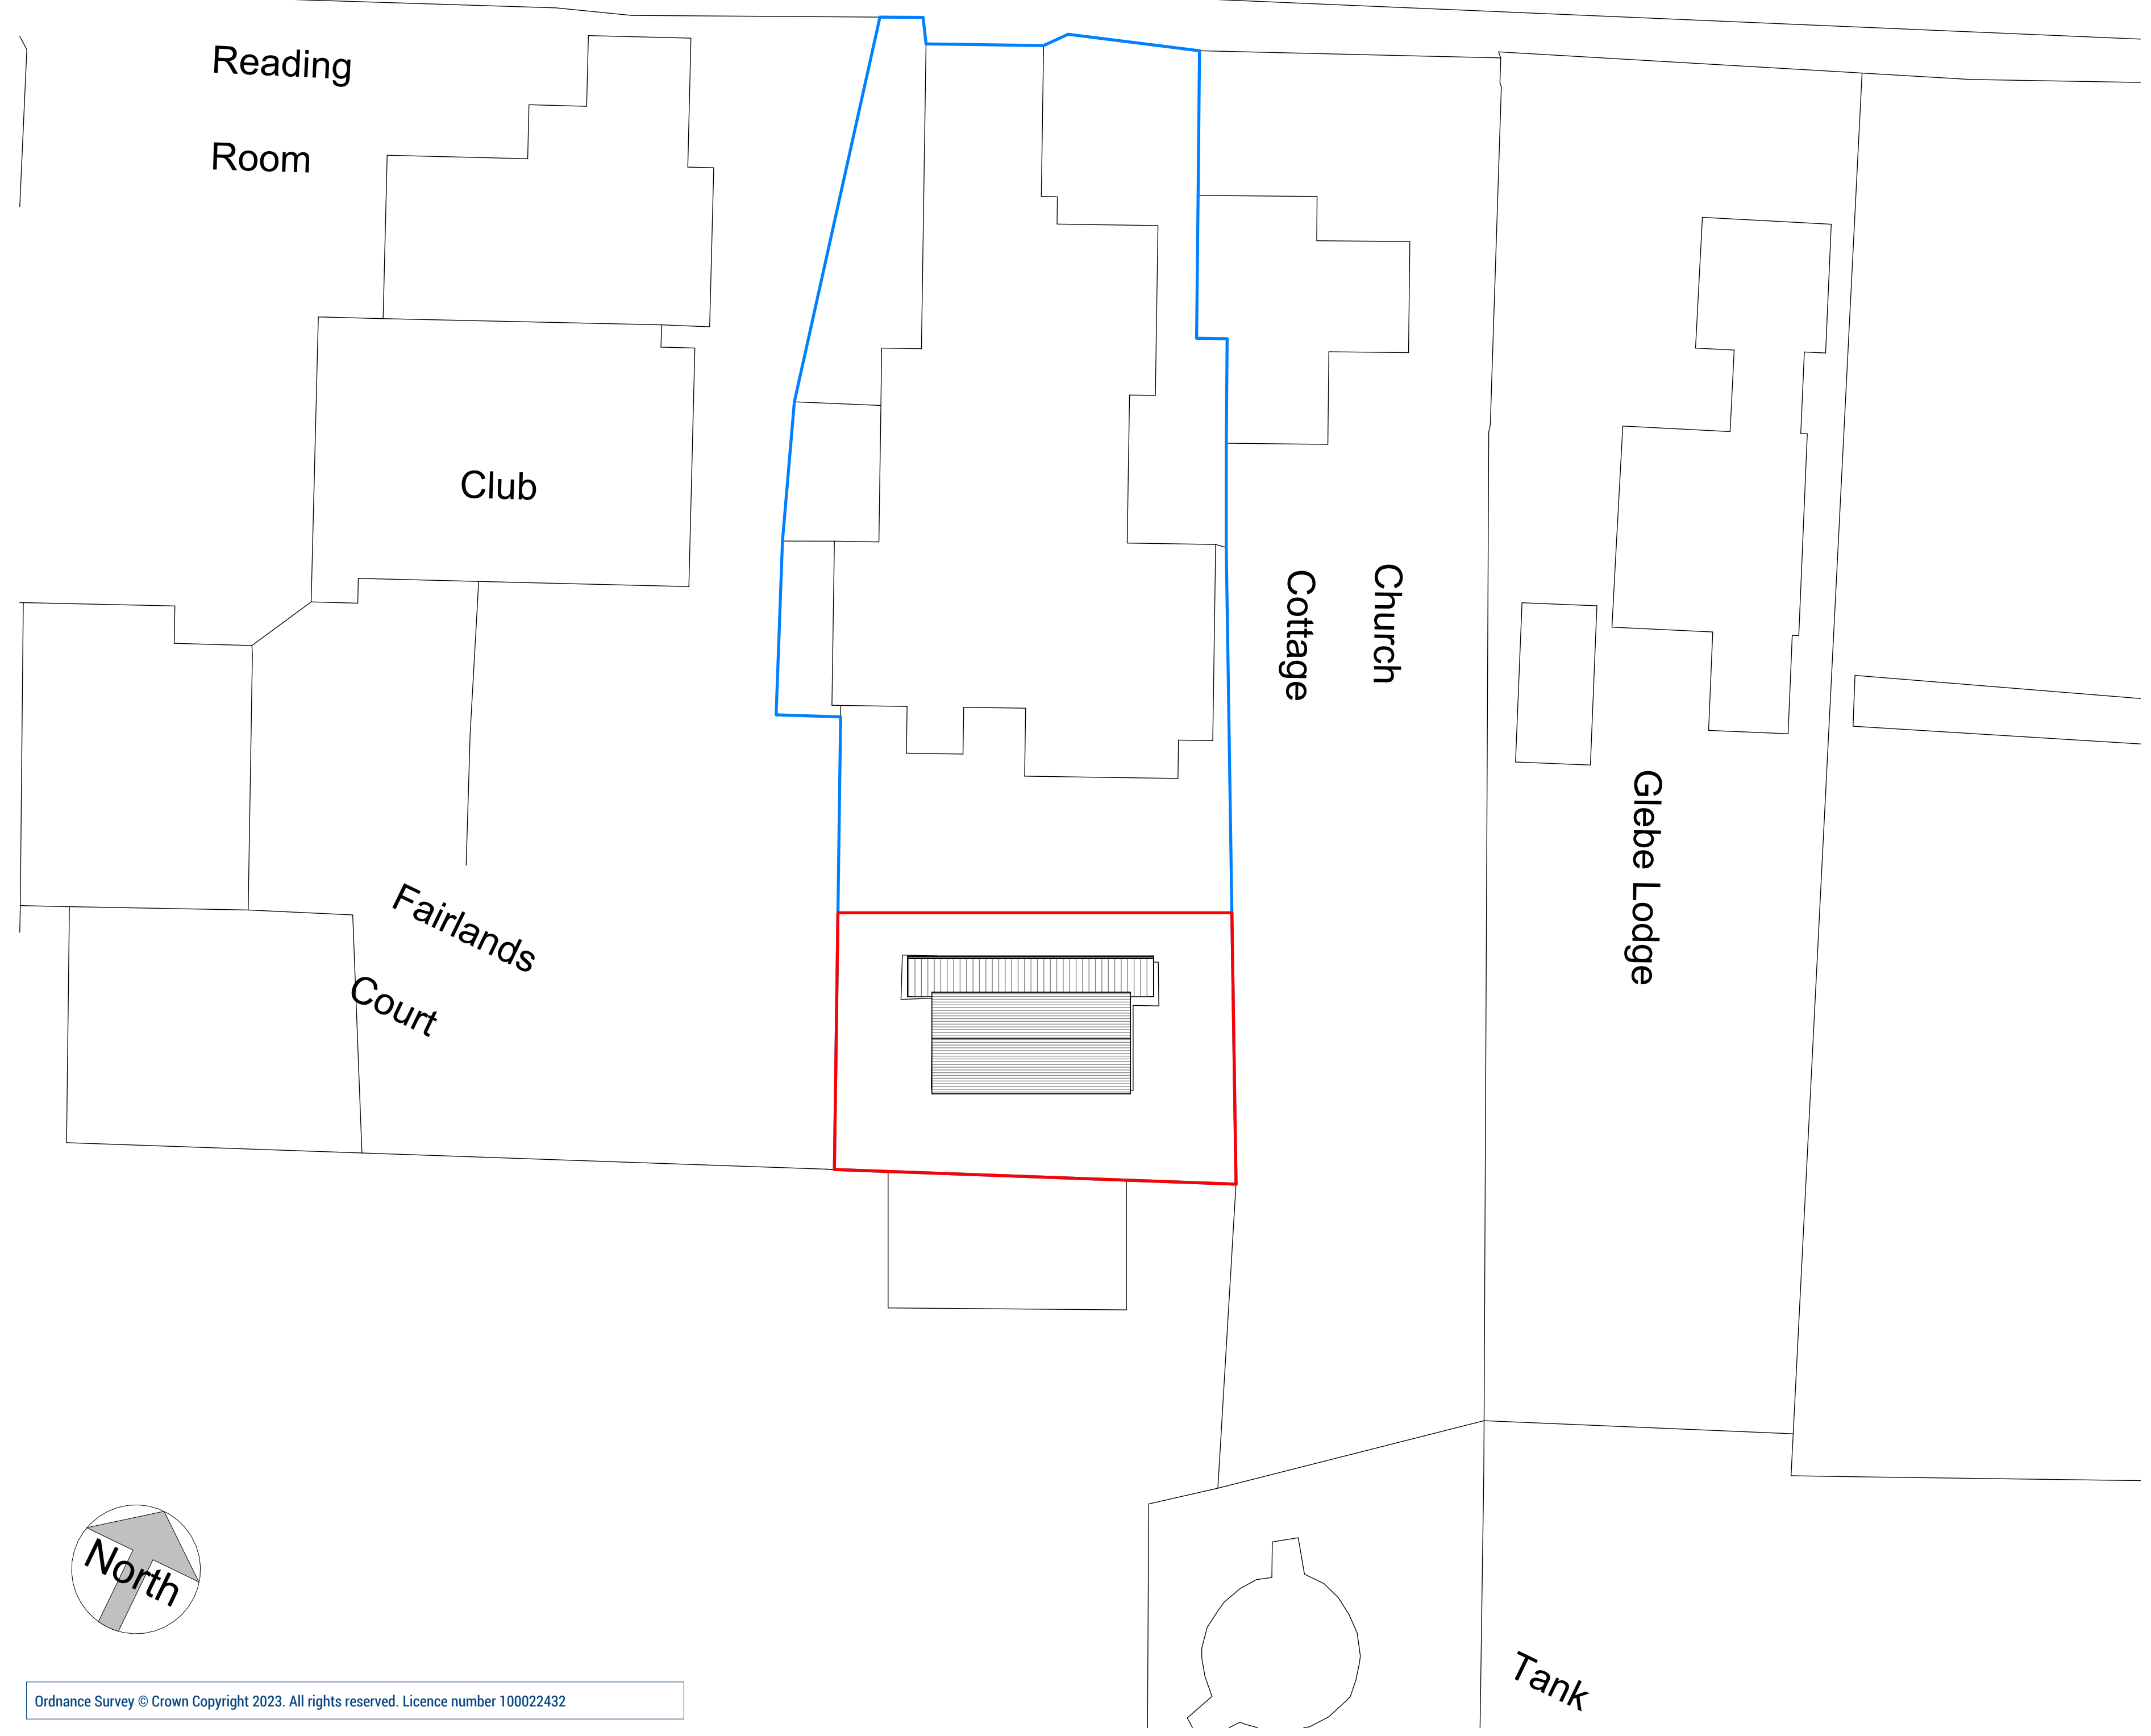 Reading
Room
Club
Church
Cottage
Glebe Lodge
Fairlands
Court
North
Tank
Ordnance Survey © Crown Copyright 2023. All rights reserved. Licence number 100022432